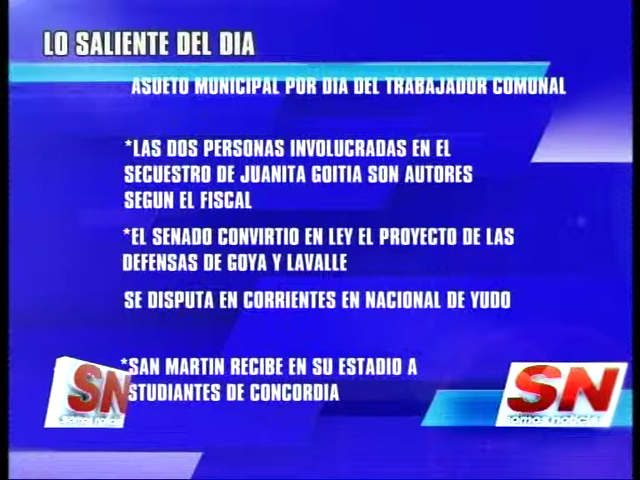 LO SALIENTE DEL DIA
ASUETO MUNICIPAL POR DIA DEL TRABAJADOR COMUNAL
*LAS DOS PERSONAS INVOLUCRADAS EN EL
SECUESTRO DE JUANITA GOITIA SON AUTORES
SEGUN EL FISCAL
*EL SENADO CONVIRTIO EN LEY EL PROYECTO DE LAS
DEFENSAS DE GOYA Y LAVALLE
SE DISPUTA EN CORRIENTES EN NACIONAL DE YUDO
*SAN MARTIN RECIBE EN SU ESTADIO A
STUDIANTES DE CONCORDIA
SN
SN
somos noticias